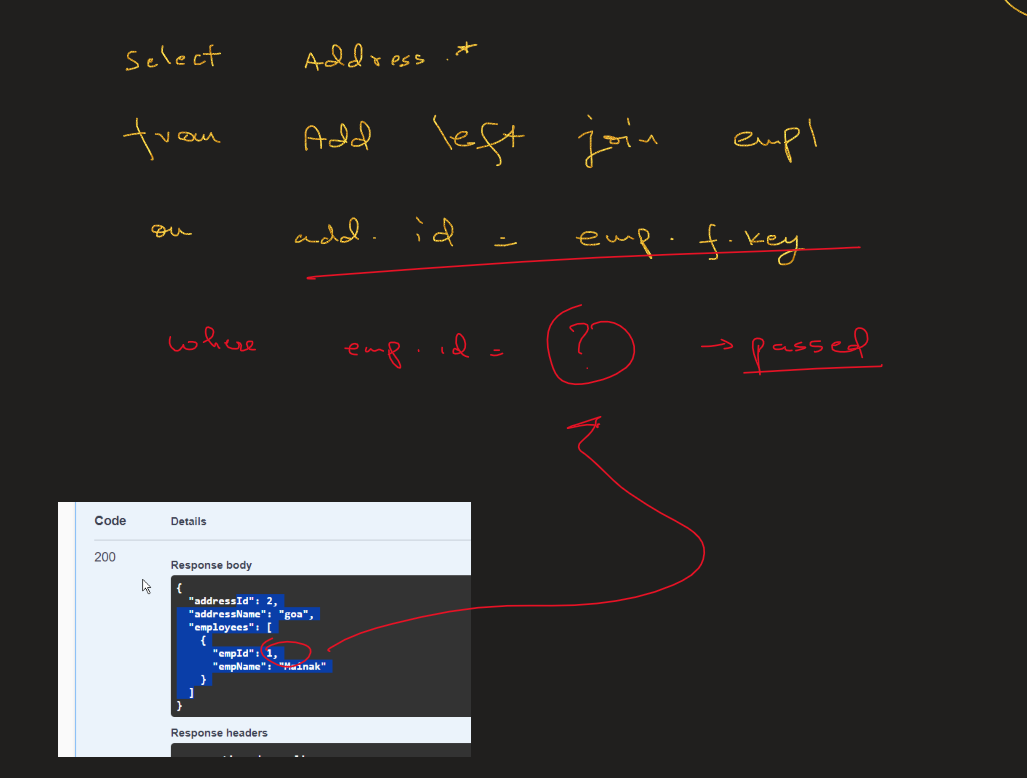 Select Address.*
from Add left join empl
on add.id = emp.f.key
where emp.id = ? → passed
Code Details
200
Response body
{
"addressId": 2,
"addressName": "goa",
"employees": [
{
"empId": 1,
"empName": "Mainak"
}
]
}
Response headers